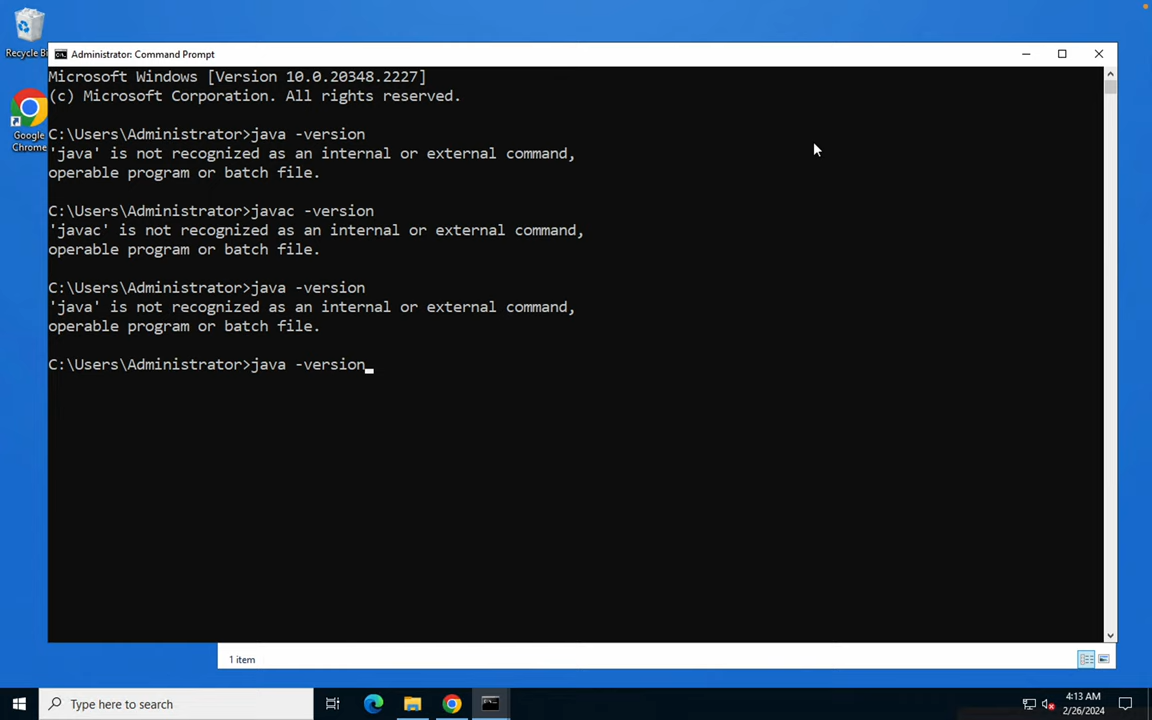 Recycle Bi
Google
Chrome
Administrator: Command Prompt
Microsoft Windows [Version 10.0.20348.2227]
(c) Microsoft Corporation. All rights reserved.
C:\Users\Administrator>java -version
'java' is not recognized as an internal or external command,
operable program or batch file.
C:\Users\Administrator>javac -version
'javac' is not recognized as an internal or external command,
operable program or batch file.
C:\Users\Administrator>java -version
'java' is not recognized as an internal or external command,
operable program or batch file.
C:\Users\Administrator>java -version
1 item
Type here to search
4:13 AM
2/26/2024